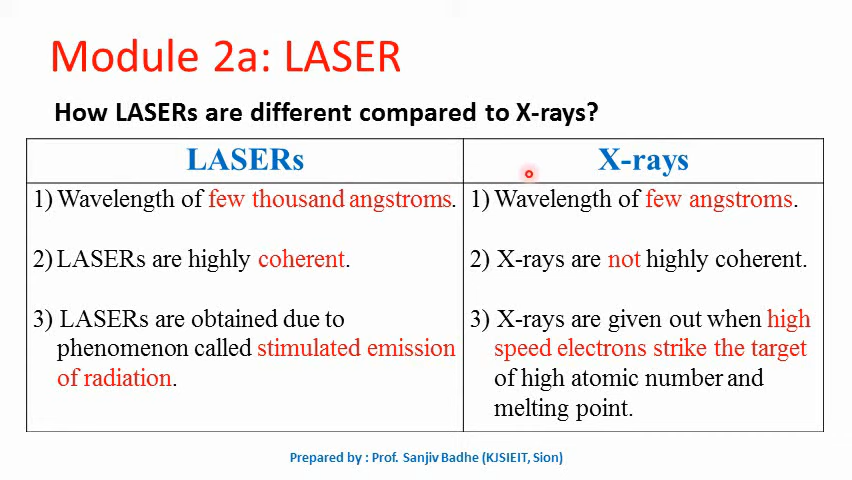 Module 2a: LASER
How LASERs are different compared to X-rays?
LASERs
X-rays
1) Wavelength of few thousand angstroms.
2) LASERs are highly coherent.
3) LASERs are obtained due to
phenomenon called stimulated emission
of radiation.
1) Wavelength of few angstroms.
2) X-rays are not highly coherent.
3) X-rays are given out when high
speed electrons strike the target
of high atomic number and
melting point.
Prepared by : Prof. Sanjiv Badhe (KJSIEIT, Sion)